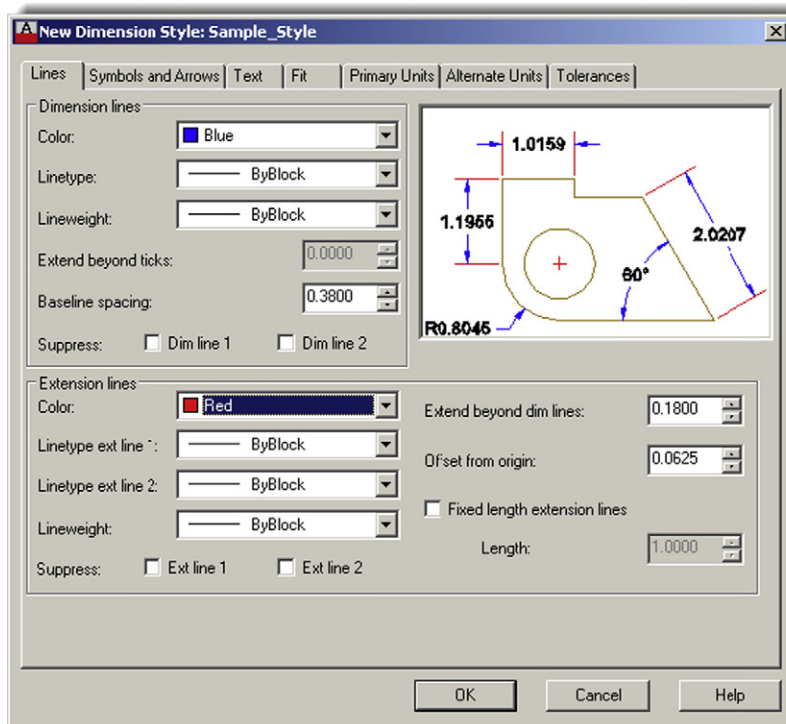 New Dimension Style: Sample_Style
Lines Symbols and Arrows Text Fit Primary Units Alternate Units Tolerances
Dimension lines
Color: Blue
Linetype: ByBlock
Lineweight: ByBlock
Extend beyond ticks: 0.0000
Baseline spacing: 0.3800
Suppress: Dim line 1 Dim line 2
1.0159
1.1955
2.0207
60°
R0.8045
Extension lines
Color: Red
Linetype ext line 1: ByBlock
Linetype ext line 2: ByBlock
Lineweight: ByBlock
Suppress: Ext line 1 Ext line 2
Extend beyond dim lines: 0.1800
Offset from origin: 0.0625
Fixed length extension lines
Length: 1.0000
OK Cancel Help